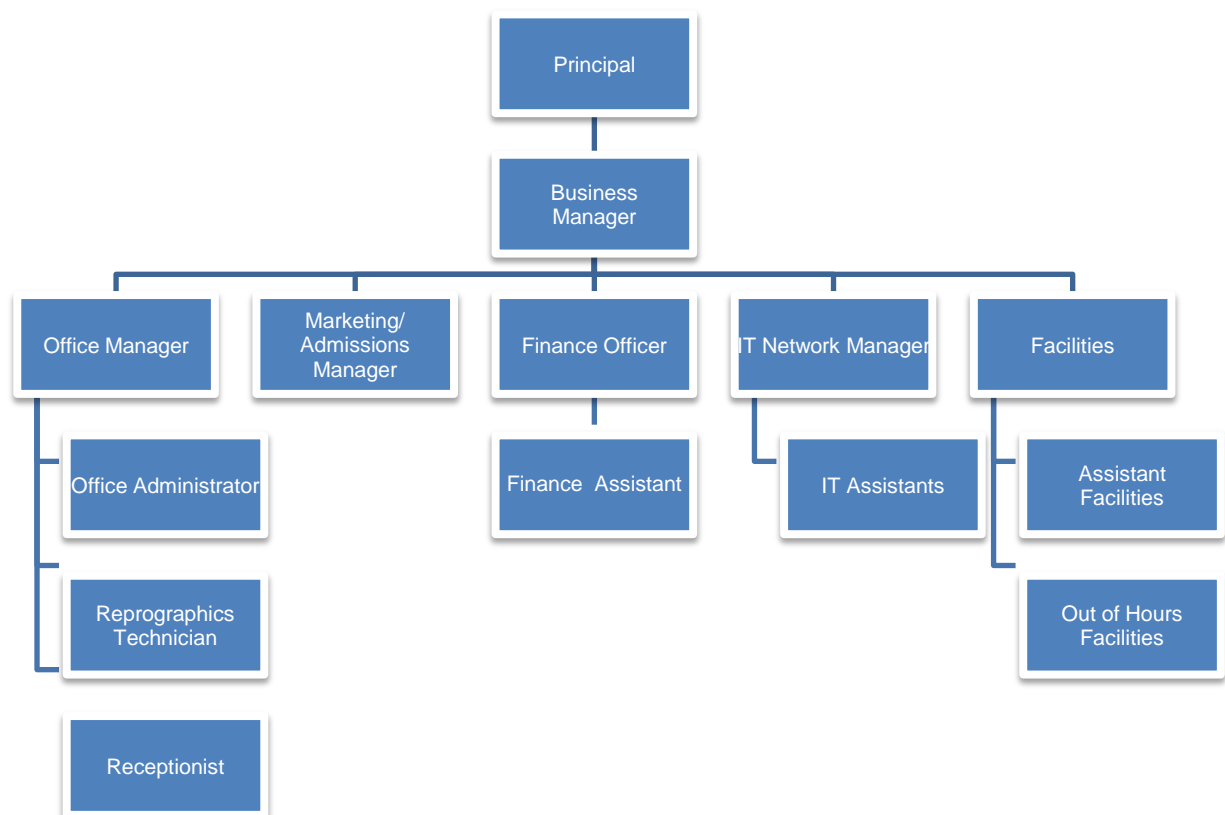 Principal
Business
Manager
Office Manager
Marketing/
Admissions
Manager
Finance Officer
IT Network Manager
Facilities
Office Administrator
Finance  Assistant
IT Assistants
Assistant
Facilities
Reprographics
Technician
Out of Hours
Facilities
Receptionist